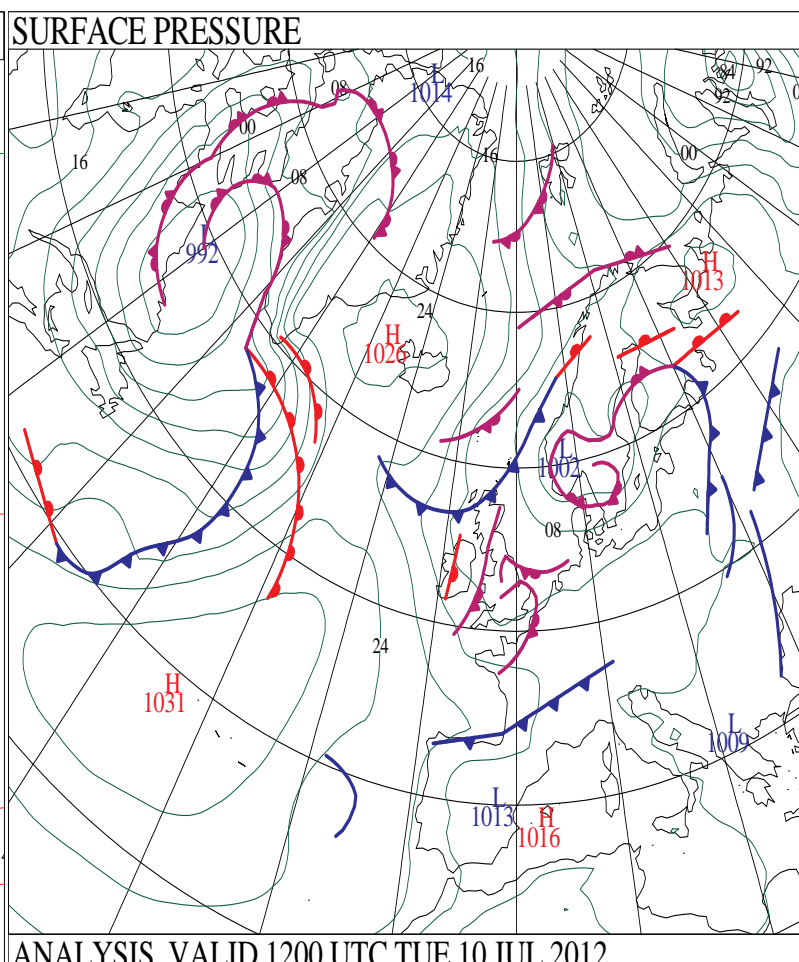 SURFACE PRESSURE
16
92
84
L
1014
92
08
00
16
16
00
08
L
992
H
1013
24
H
1026
L
1002
08
24
H
1031
L
1009
L
1013
H
1016
ANALYSIS VALID 1200 UTC TUE 10 JUL 2012